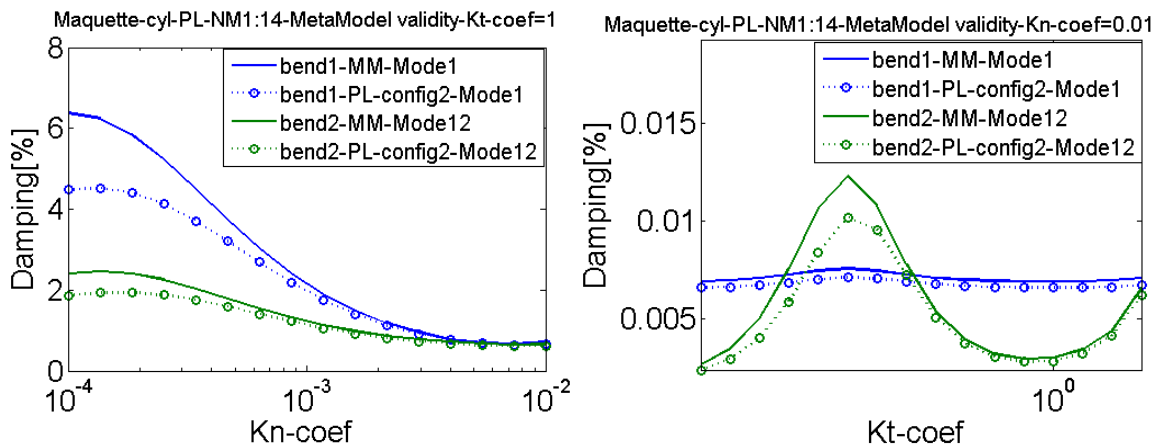 Maquette-cyl-PL-NM1:14-MetaModel validity-Kt-coef=1
8
6
4
2
0
Damping[%]
bend1-MM-Mode1
bend1-PL-config2-Mode1
bend2-MM-Mode12
bend2-PL-config2-Mode12
10^-4
10^-3
10^-2
Kn-coef
Maquette-cyl-PL-NM1:14-MetaModel validity-Kn-coef=0.01
0.015
0.01
0.005
Damping[%]
bend1-MM-Mode1
bend1-PL-config2-Mode1
bend2-MM-Mode12
bend2-PL-config2-Mode12
10^0
Kt-coef